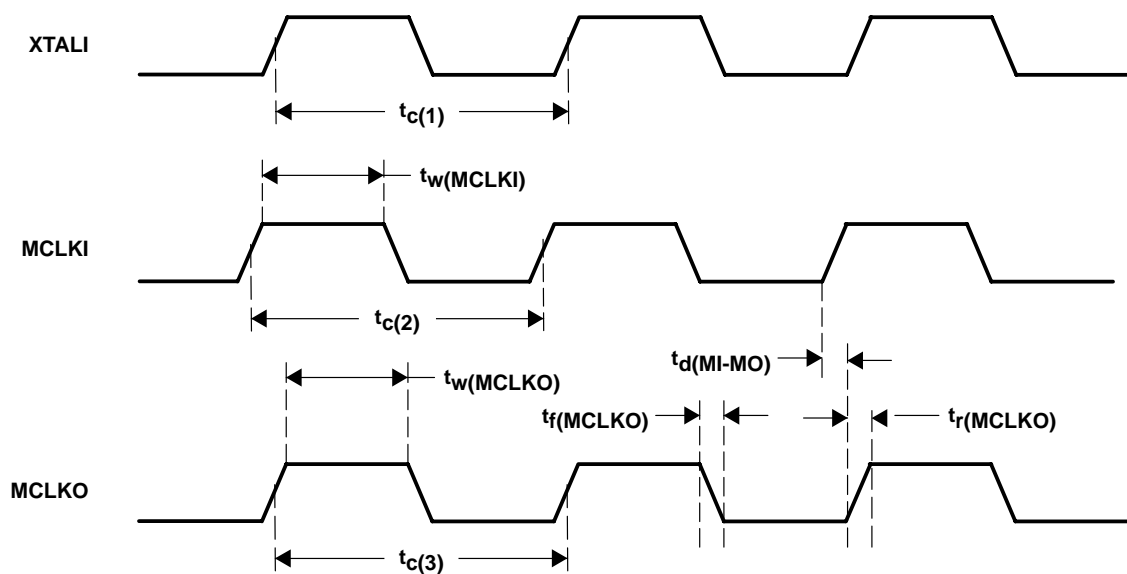 XTALI
tc(1)
tw(MCLKI)
MCLKI
tc(2)
td(MI-MO)
tw(MCLKO)
tf(MCLKO)
tr(MCLKO)
MCLKO
tc(3)